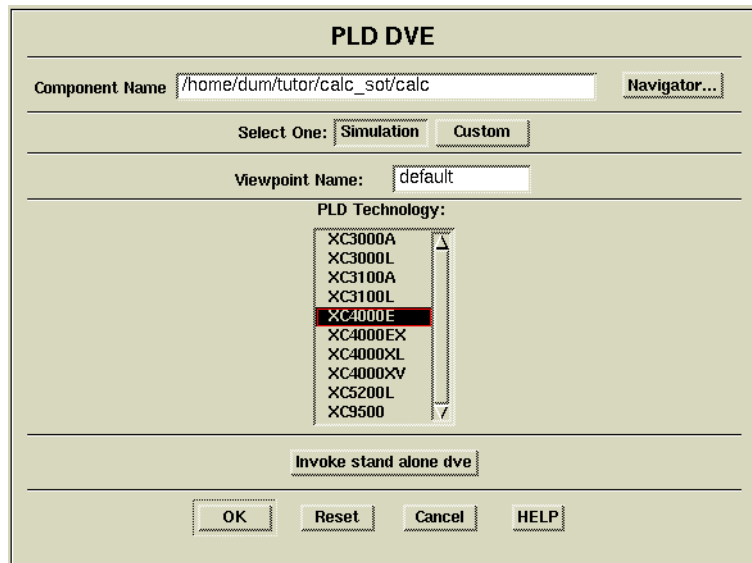 PLD DVE
Component Name /home/dum/tutor/calc_sot/calc Navigator...
Select One: Simulation Custom
Viewpoint Name: default
PLD Technology:
XC3000A
XC3000L
XC3100A
XC3100L
XC4000E
XC4000EX
XC4000XL
XC4000XV
XC5200L
XC9500
Invoke stand alone dve
OK Reset Cancel HELP